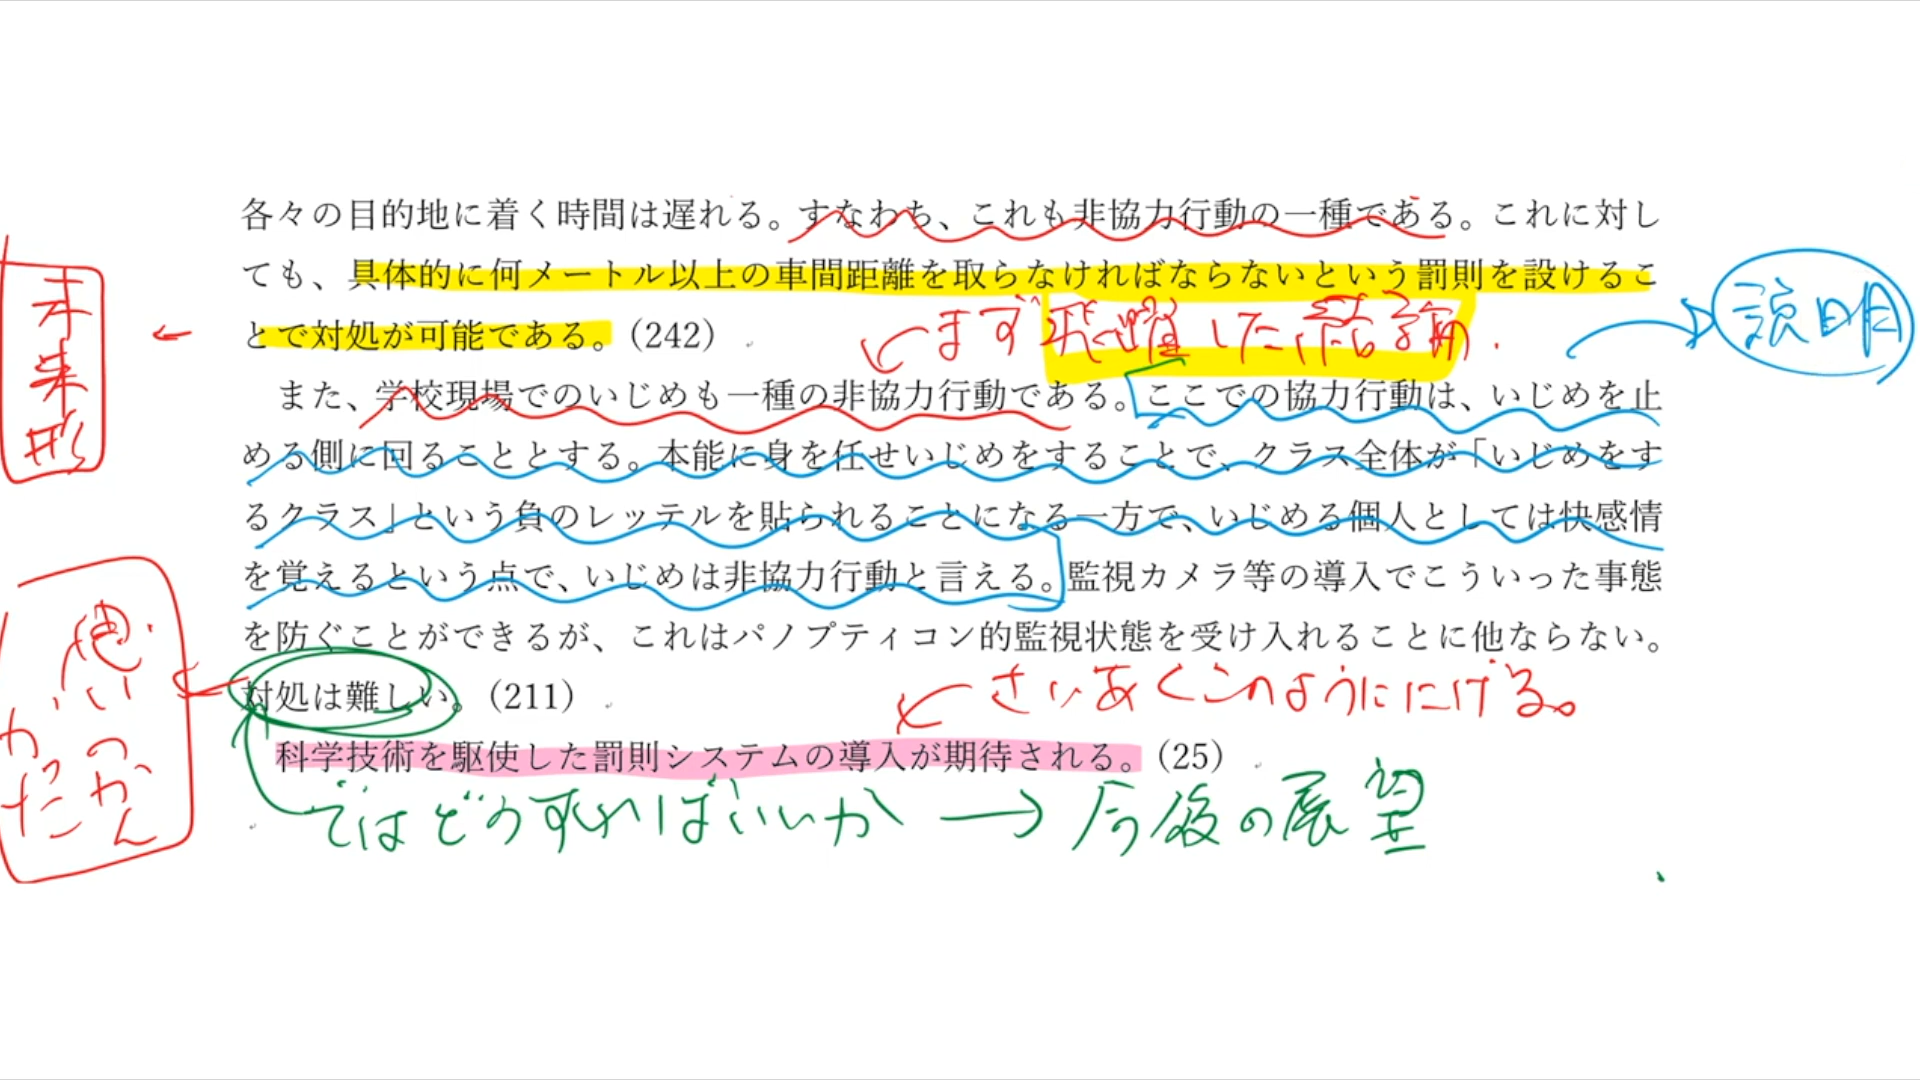 各々の目的地に着く時間は遅れる。すなわち、これも非協力行動の一種である。これに対し
ても、具体的に何メートル以上の車間距離を取らなければならないという罰則を設けるこ
とで対処が可能である。（242）
まず飛躍した結論.
説明
未来形
また、学校現場でのいじめも一種の非協力行動である。ここでの協力行動は、いじめを止
める側に回ることとする。本能に身を任せいじめをすることで、クラス全体が「いじめをす
るクラス」という負のレッテルを貼られることになる一方で、いじめる個人としては快感情
を覚えるという点で、いじめは非協力行動と言える。監視カメラ等の導入でこういった事態
を防ぐことができるが、これはパノプティコン的監視状態を受け入れることに他ならない。
対処は難しい。（211）
さいあくこのようににげる。
思いのかん
がった
科学技術を駆使した罰則システムの導入が期待される。（25）
ではどうすればいいか → 今後の展望